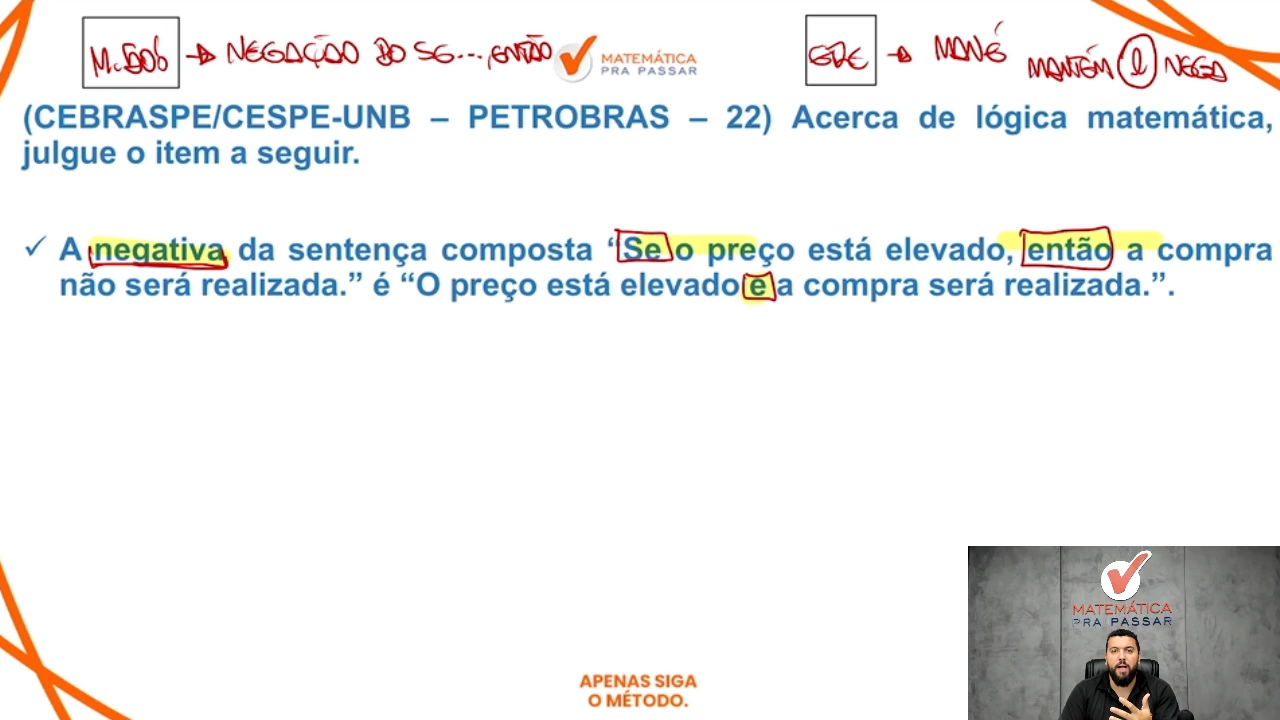 → NEGAÇÃO DO SE..., ENTÃO
MATEMÁTICA
PRA PASSAR
→ MANÉ
MANTÉM E NEGA
(CEBRASPE/CESPE-UNB – PETROBRAS – 22) Acerca de lógica matemática,
julgue o item a seguir.
✓ A negativa da sentença composta “Se o preço está elevado, então a compra
não será realizada.” é “O preço está elevado e a compra será realizada.”.
MATEMÁTICA
PRA PASSAR
APENAS SIGA
O MÉTODO.